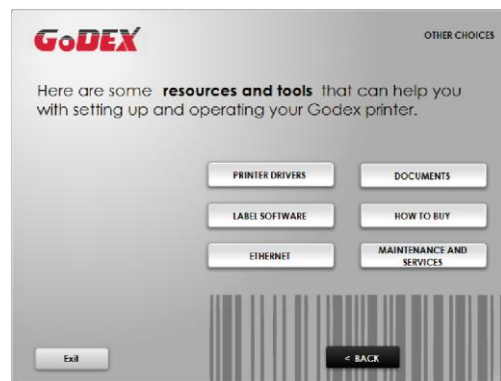 GoDEX
OTHER CHOICES
Here are some resources and tools that can help you
with setting up and operating your Godex printer.
PRINTER DRIVERS
DOCUMENTS
LABEL SOFTWARE
HOW TO BUY
ETHERNET
MAINTENANCE AND
SERVICES
Exit
< BACK